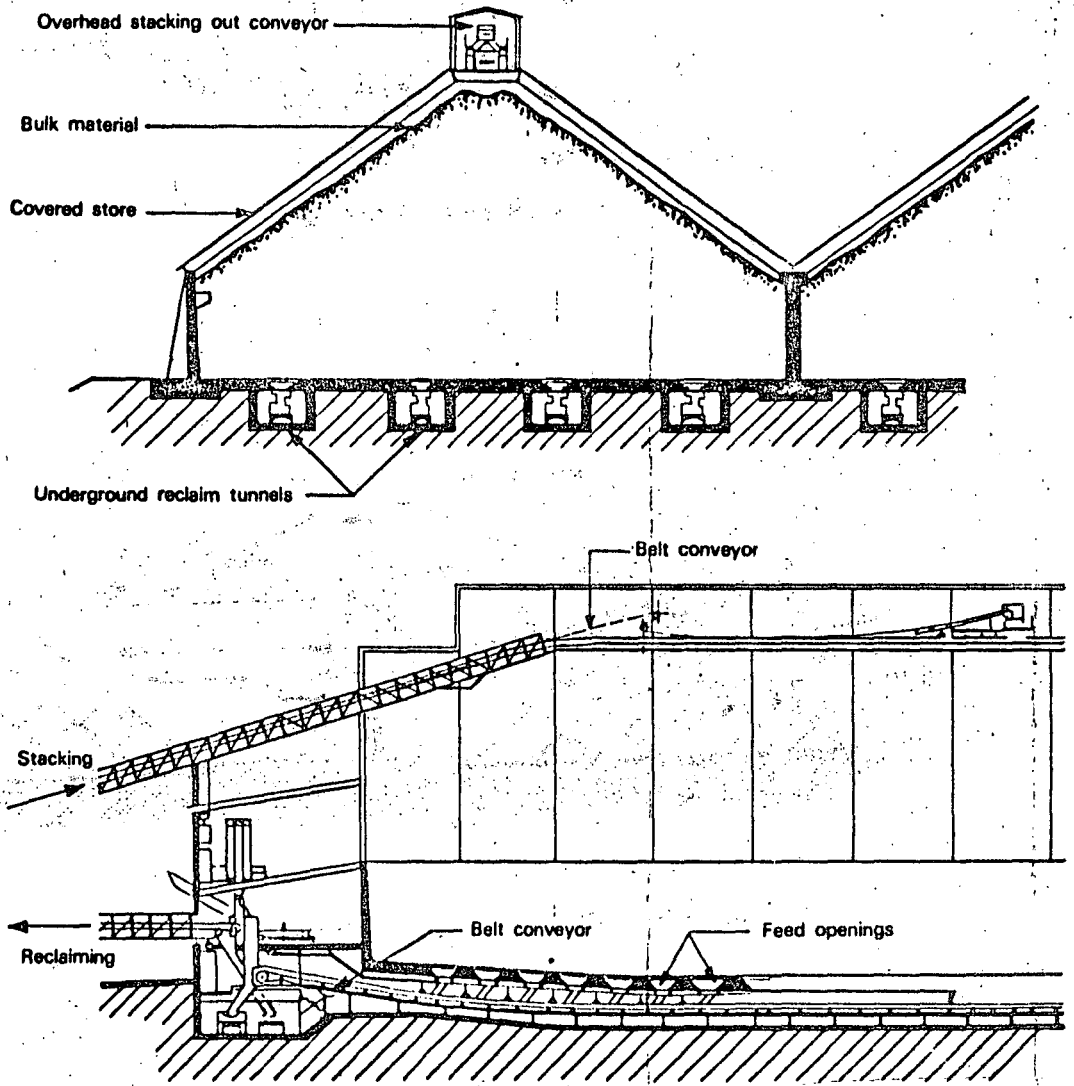 Overhead stacking out conveyor
Bulk material
Covered store
Underground reclaim tunnels
Belt conveyor
Stacking
Reclaiming
Belt conveyor
Feed openings